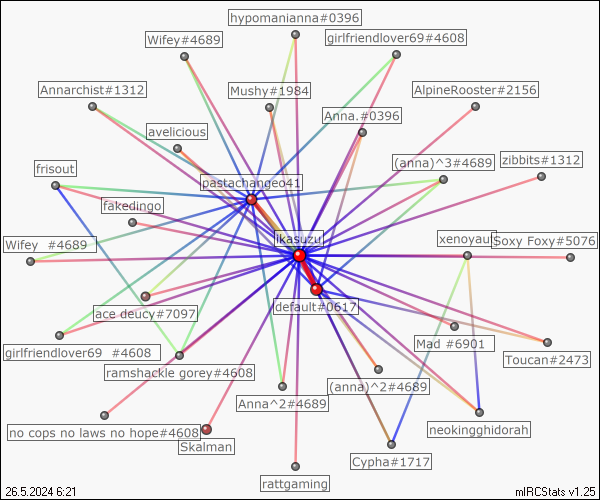 hypomanianna#0396
Wifey#4689
girlfriendlover69#4608
Annarchist#1312
Mushy#1984
AlpineRooster#2156
Anna.#0396
avelicious
(anna)^3#4689
zibbits#1312
frisout
pastachangeo41
fakedingo
Wifey #4689
ikasuzu
xenoyaup
Soxy Foxy#5076
ace deucy#7097
default#0617
girlfriendlover69 #4608
Mad #6901
Toucan#2473
ramshackle gorey#4608
(anna)^2#4689
Anna^2#4689
no cops no laws no hope#4608
neokingghidorah
Skalman
Cypha#1717
rattgaming
26.5.2024 6:21
mIRCStats v1.25